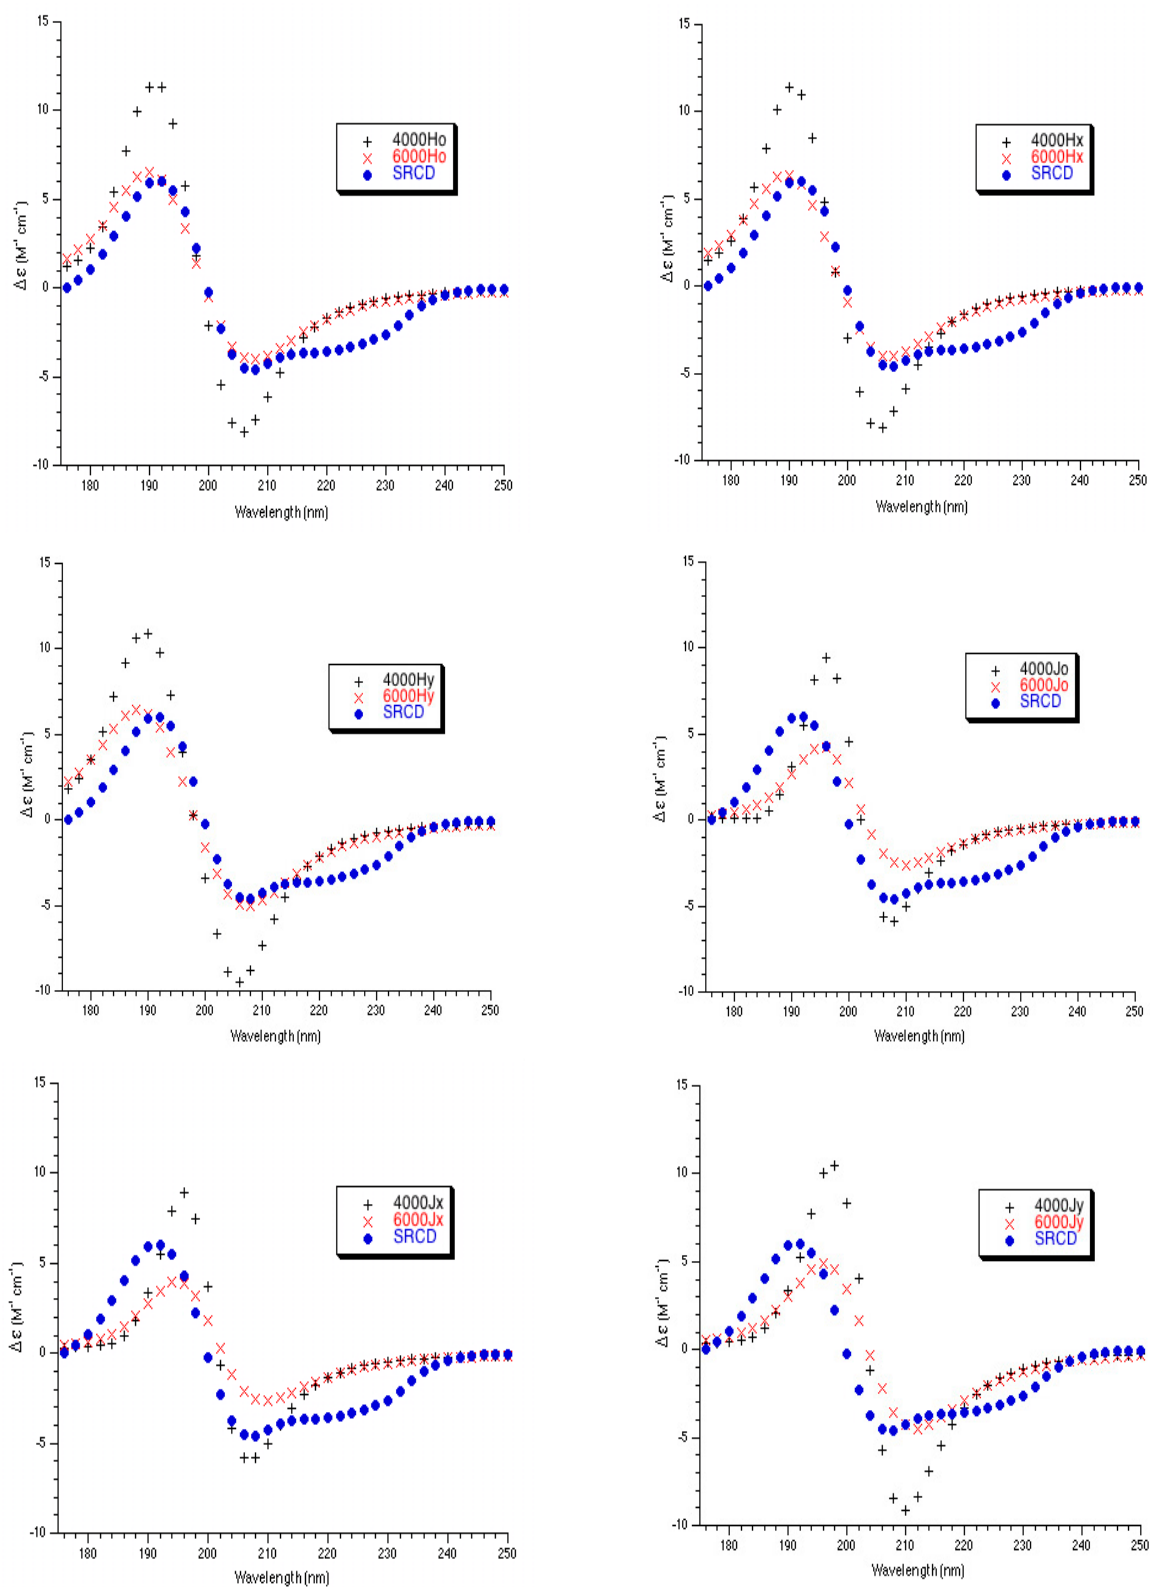 15
10
5
0
-5
-10
Δε (M⁻¹ cm⁻¹)
4000Ho
6000Ho
SRCD
180 190 200 210 220 230 240 250
Wavelength (nm)
15
10
5
0
-5
-10
Δε (M⁻¹ cm⁻¹)
4000Hx
6000Hx
SRCD
180 190 200 210 220 230 240 250
Wavelength (nm)
15
10
5
0
-5
-10
Δε (M⁻¹ cm⁻¹)
4000Hy
6000Hy
SRCD
180 190 200 210 220 230 240 250
Wavelength (nm)
15
10
5
0
-5
-10
Δε (M⁻¹ cm⁻¹)
4000Jo
6000Jo
SRCD
180 190 200 210 220 230 240 250
Wavelength (nm)
15
10
5
0
-5
-10
Δε (M⁻¹ cm⁻¹)
4000Jx
6000Jx
SRCD
180 190 200 210 220 230 240 250
Wavelength (nm)
15
10
5
0
-5
-10
Δε (M⁻¹ cm⁻¹)
4000Jy
6000Jy
SRCD
180 190 200 210 220 230 240 250
Wavelength (nm)